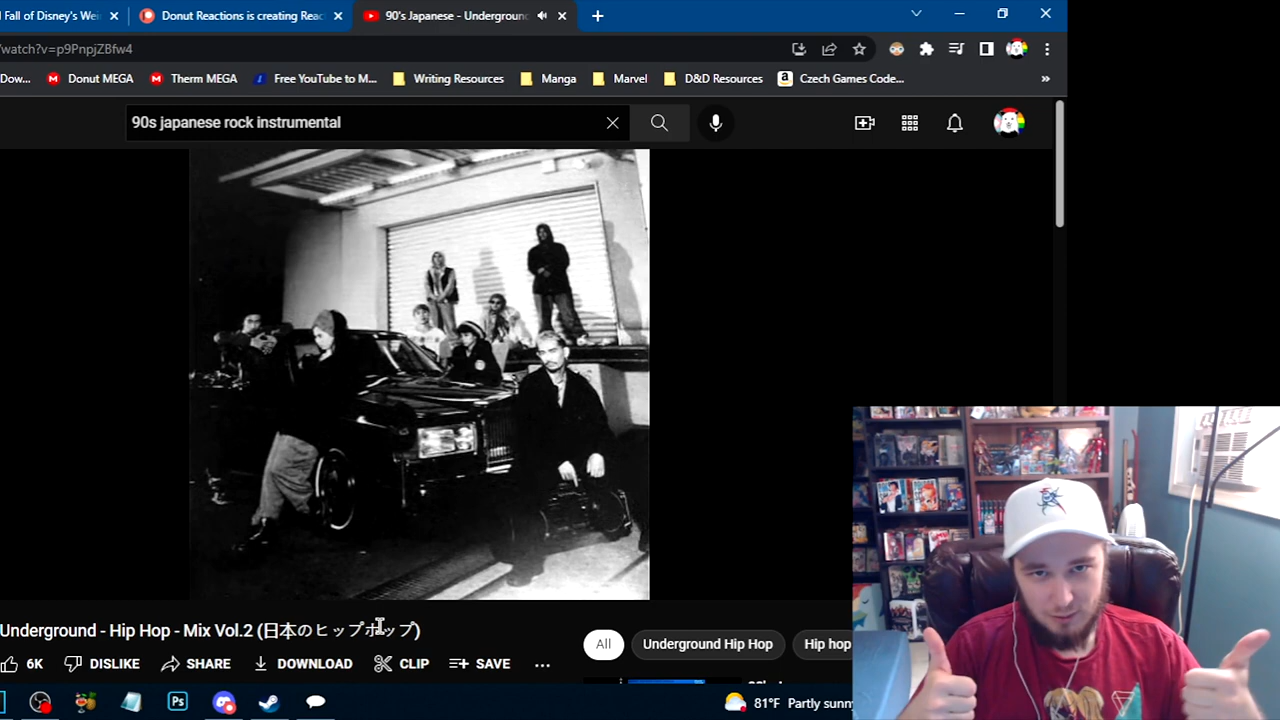 l Fall of Disney's Wei
Donut Reactions is creating Reac
90's Japanese - Undergroun
/watch?v=p9PnpjZBfw4
Dow...
Donut MEGA
Therm MEGA
Free YouTube to M...
Writing Resources
Manga
Marvel
D&D Resources
Czech Games Code...
90s japanese rock instrumental
Underground - Hip Hop - Mix Vol.2 (日本のヒップホップ)
All
Underground Hip Hop
Hip hop
6K
DISLIKE
SHARE
DOWNLOAD
CLIP
SAVE
81°F Partly sunny